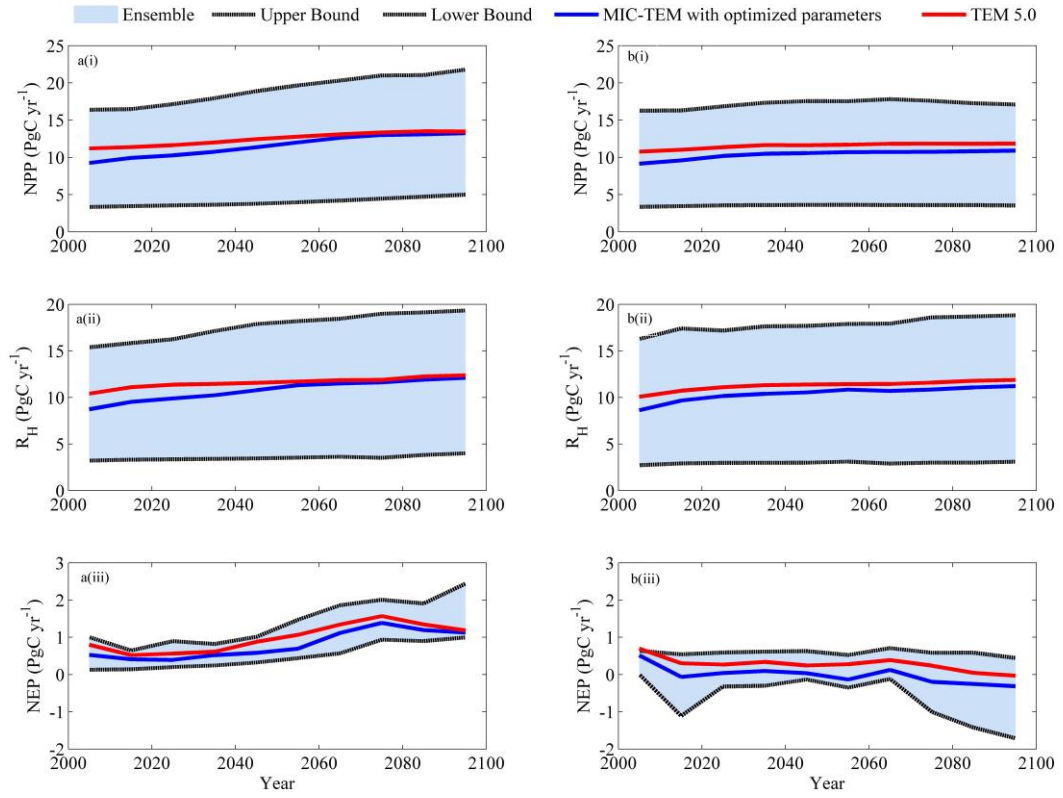 Ensemble Upper Bound Lower Bound MIC-TEM with optimized parameters TEM 5.0
a(i)
NPP (PgC yr⁻¹)
25
20
15
10
5
0
2000 2020 2040 2060 2080 2100
b(i)
NPP (PgC yr⁻¹)
25
20
15
10
5
0
2000 2020 2040 2060 2080 2100
a(ii)
R_H (PgC yr⁻¹)
20
15
10
5
0
2000 2020 2040 2060 2080 2100
b(ii)
R_H (PgC yr⁻¹)
20
15
10
5
0
2000 2020 2040 2060 2080 2100
a(iii)
NEP (PgC yr⁻¹)
3
2
1
0
-1
-2
2000 2020 2040 2060 2080 2100
Year
b(iii)
NEP (PgC yr⁻¹)
3
2
1
0
-1
-2
2000 2020 2040 2060 2080 2100
Year